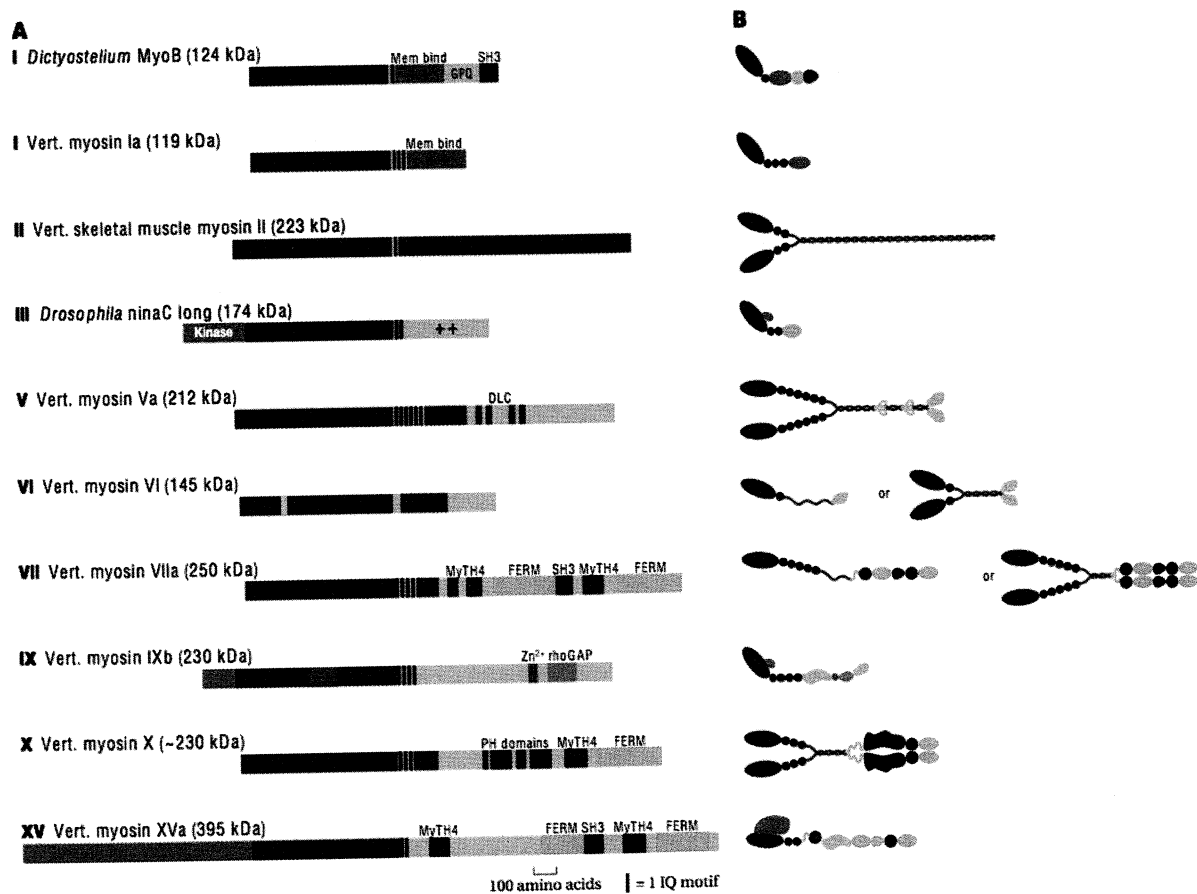 A
B
I Dictyostelium MyoB (124 kDa)
Mem bind SH3
GPQ
I Vert. myosin Ia (119 kDa)
Mem bind
II Vert. skeletal muscle myosin II (223 kDa)
III Drosophila ninaC long (174 kDa)
Kinase ++
V Vert. myosin Va (212 kDa)
DLC
VI Vert. myosin VI (145 kDa)
or
VII Vert. myosin VIIa (250 kDa)
MyTH4 FERM SH3 MyTH4 FERM
or
IX Vert. myosin IXb (230 kDa)
Zn2+ rhoGAP
X Vert. myosin X (~230 kDa)
PH domains MyTH4 FERM
XV Vert. myosin XVa (395 kDa)
MyTH4 FERM SH3 MyTH4 FERM
100 amino acids = 1 IQ motif